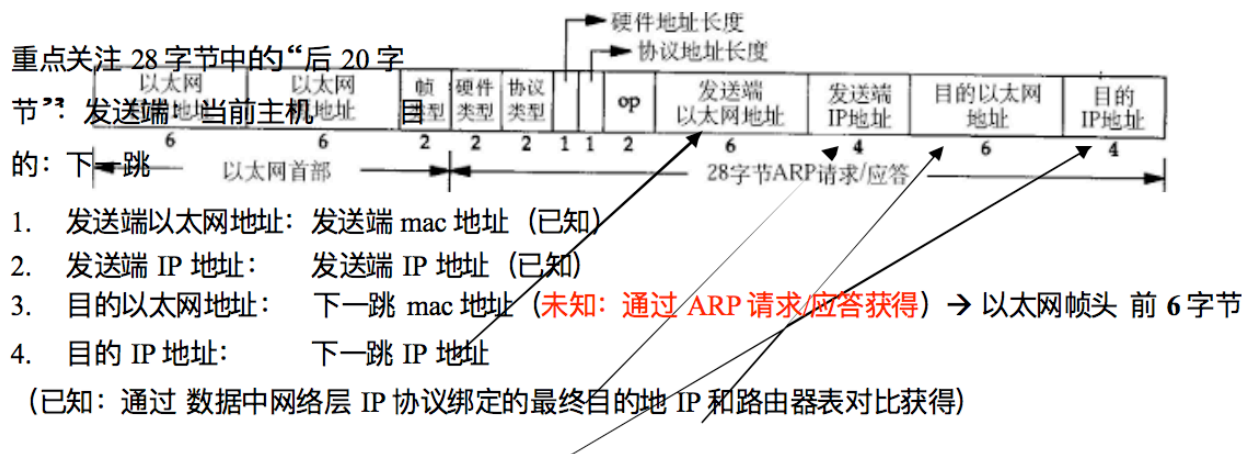 硬件地址长度
协议地址长度
重点关注 28 字节中的“后 20 字
节”：发送端：当前主机 目
的：下一跳
以太网 以太网 帧 硬件 协议 op 发送端 发送端 目的以太网 目的
地址 地址 类型 类型 类型 以太网地址 IP地址 地址 IP地址
6 6 2 2 2 1 1 2 6 4 6 4
以太网首部 28字节ARP请求/应答
1. 发送端以太网地址：发送端 mac 地址（已知）
2. 发送端 IP 地址： 发送端 IP 地址（已知）
3. 目的以太网地址： 下一跳 mac 地址（未知：通过 ARP 请求/应答获得）→ 以太网帧头 前 6 字节
4. 目的 IP 地址： 下一跳 IP 地址
（已知：通过 数据中网络层 IP 协议绑定的最终目的地 IP 和路由器表对比获得）